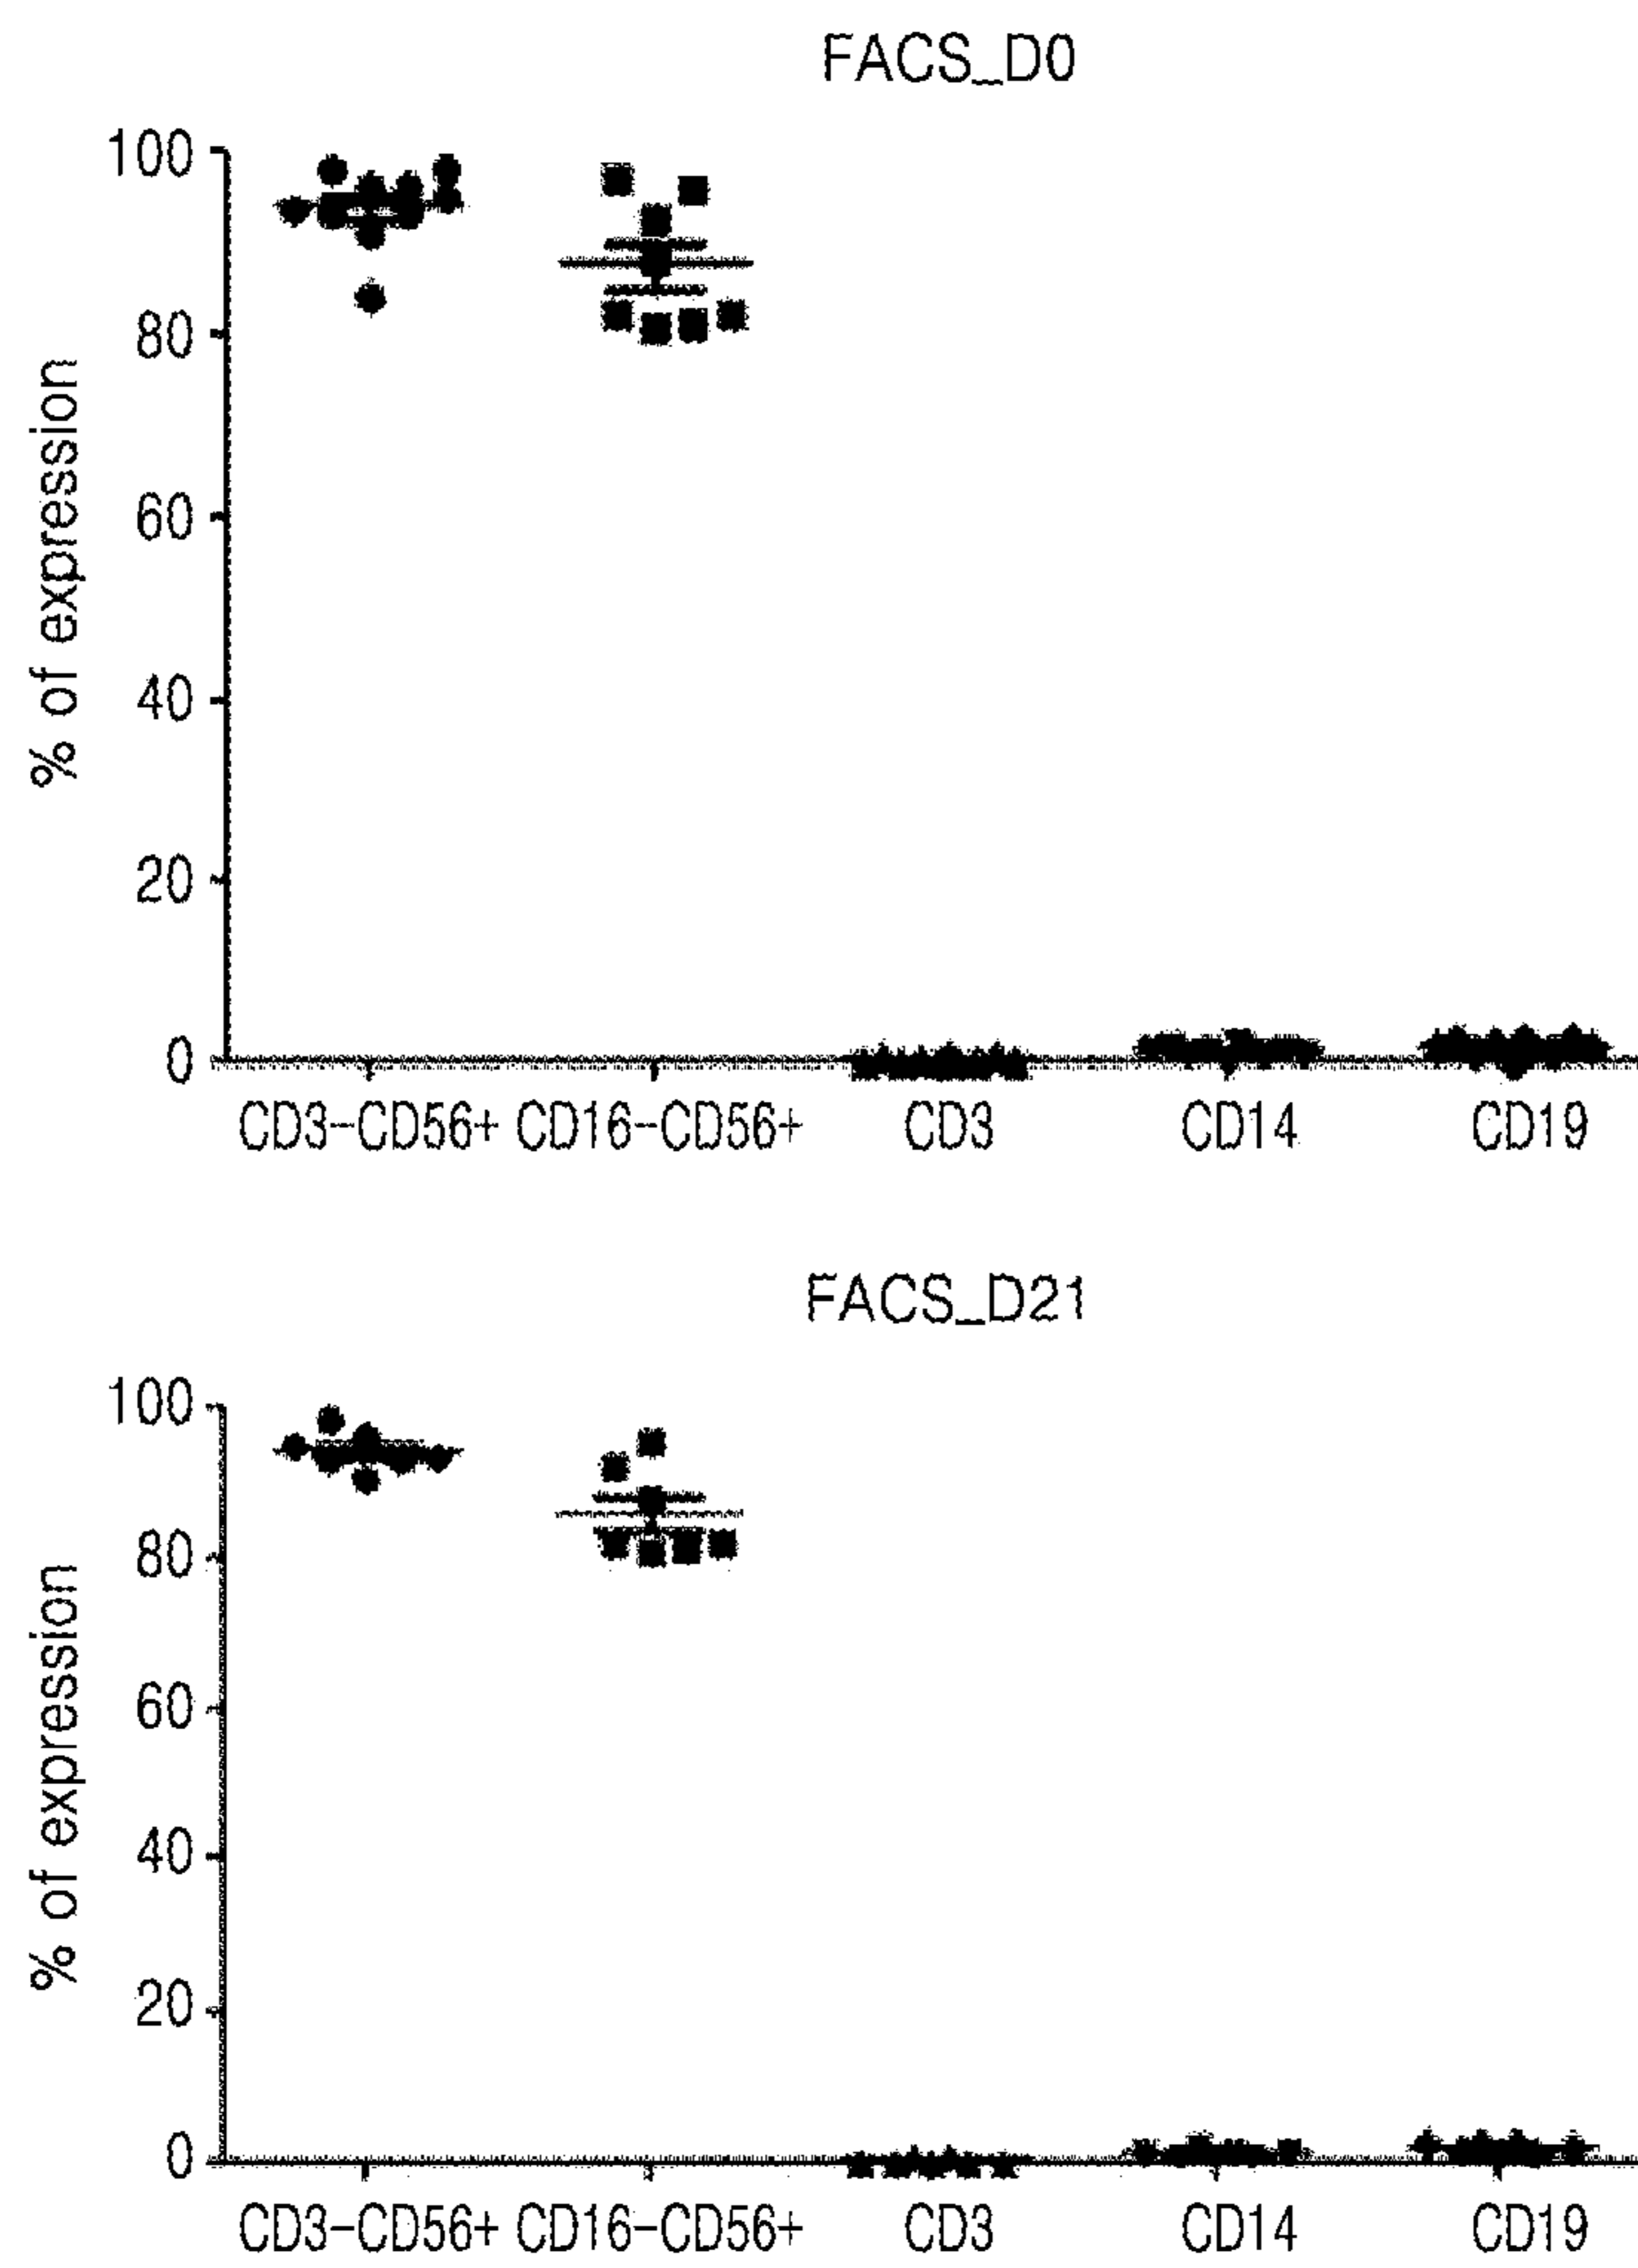 FACS_D0
% of expression
100
80
60
40
20
0
CD3-CD56+ CD16-CD56+ CD3 CD14 CD19
FACS_D21
% of expression
100
80
60
40
20
0
CD3-CD56+ CD16-CD56+ CD3 CD14 CD19